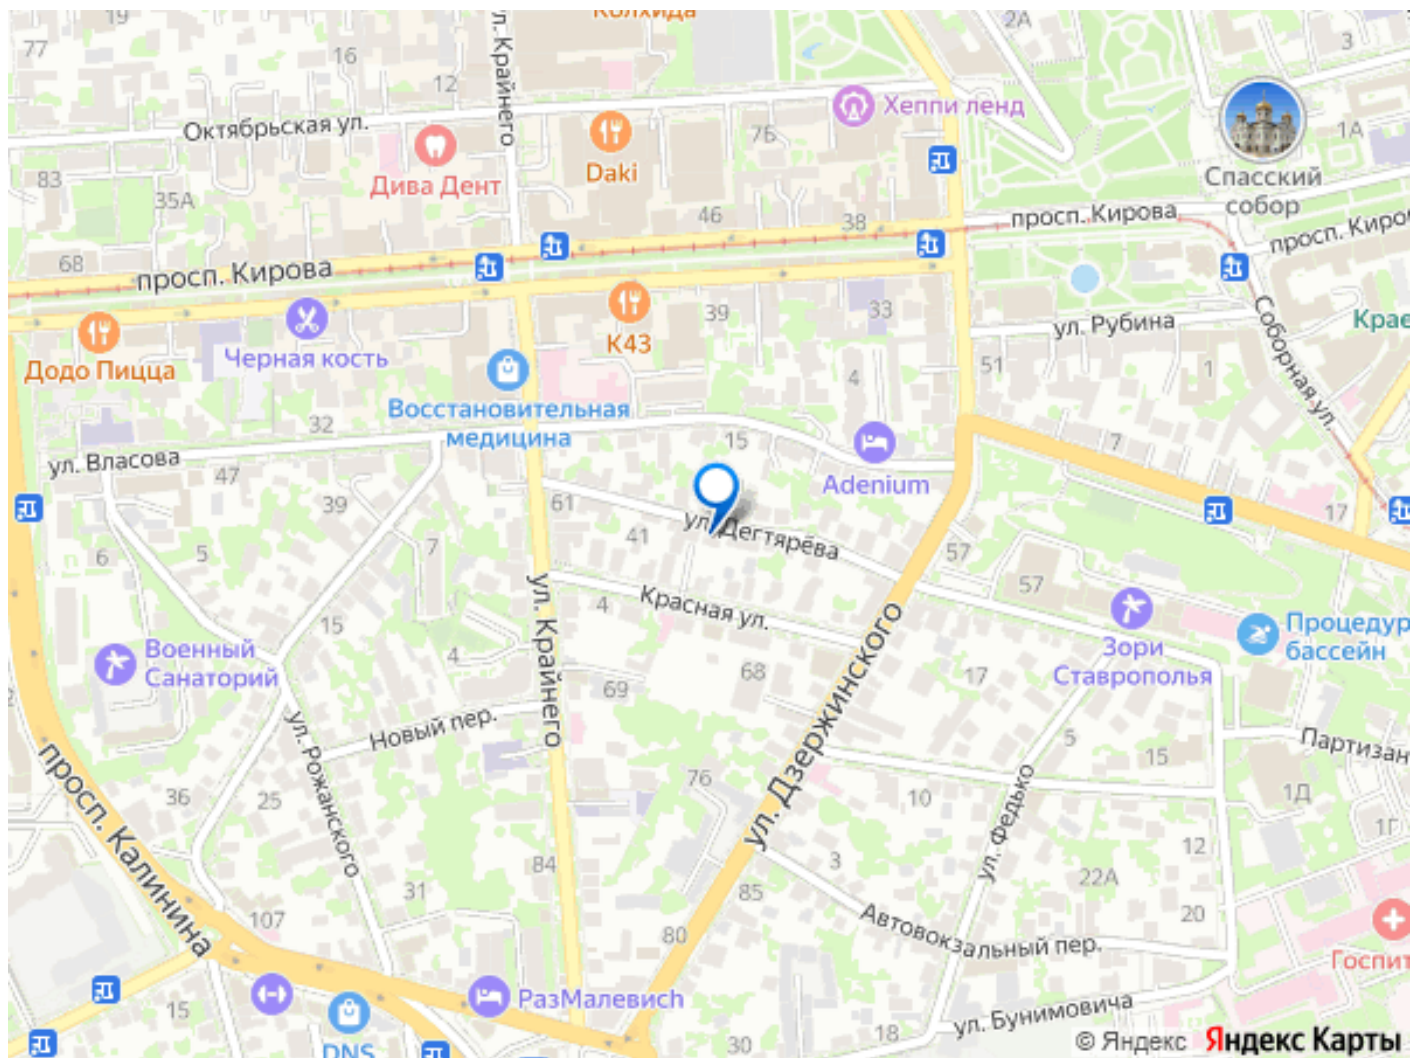 Колхида
19
2А
77
16
3
12
ул. Крайнего
Хеппи ленд
Октябрьская ул.
7Б
1А
Daki
Дива Дент
83
35А
Спасский
собор
46
38
просп. Кирова
просп. Киро
68
просп. Кирова
39
33
К43
ул. Рубина
Крае
Соборная ул.
Додо Пицца
Черная кость
51
4
1
Восстановительная
медицина
32
15
7
ул. Власова
47
Adenium
39
61
17
ул. Дегтярёва
41
7
57
6
5
57
ул. Крайнего
Красная ул.
4
15
Процедур
бассейн
Военный
Санаторий
4
Зори
Ставрополья
68
17
69
ул. Дзержинского
Новый пер.
ул. Рожанского
5
15
Партизан
просп. Калинина
76
36
25
10
1Д
1Г
ул. Федько
3
12
84
31
85
22А
20
107
80
Автовокзальный пер.
Госпит
15
РазМалевич
ул. Бунимовича
18
30
DNS
© Яндекс Яндекс Карты